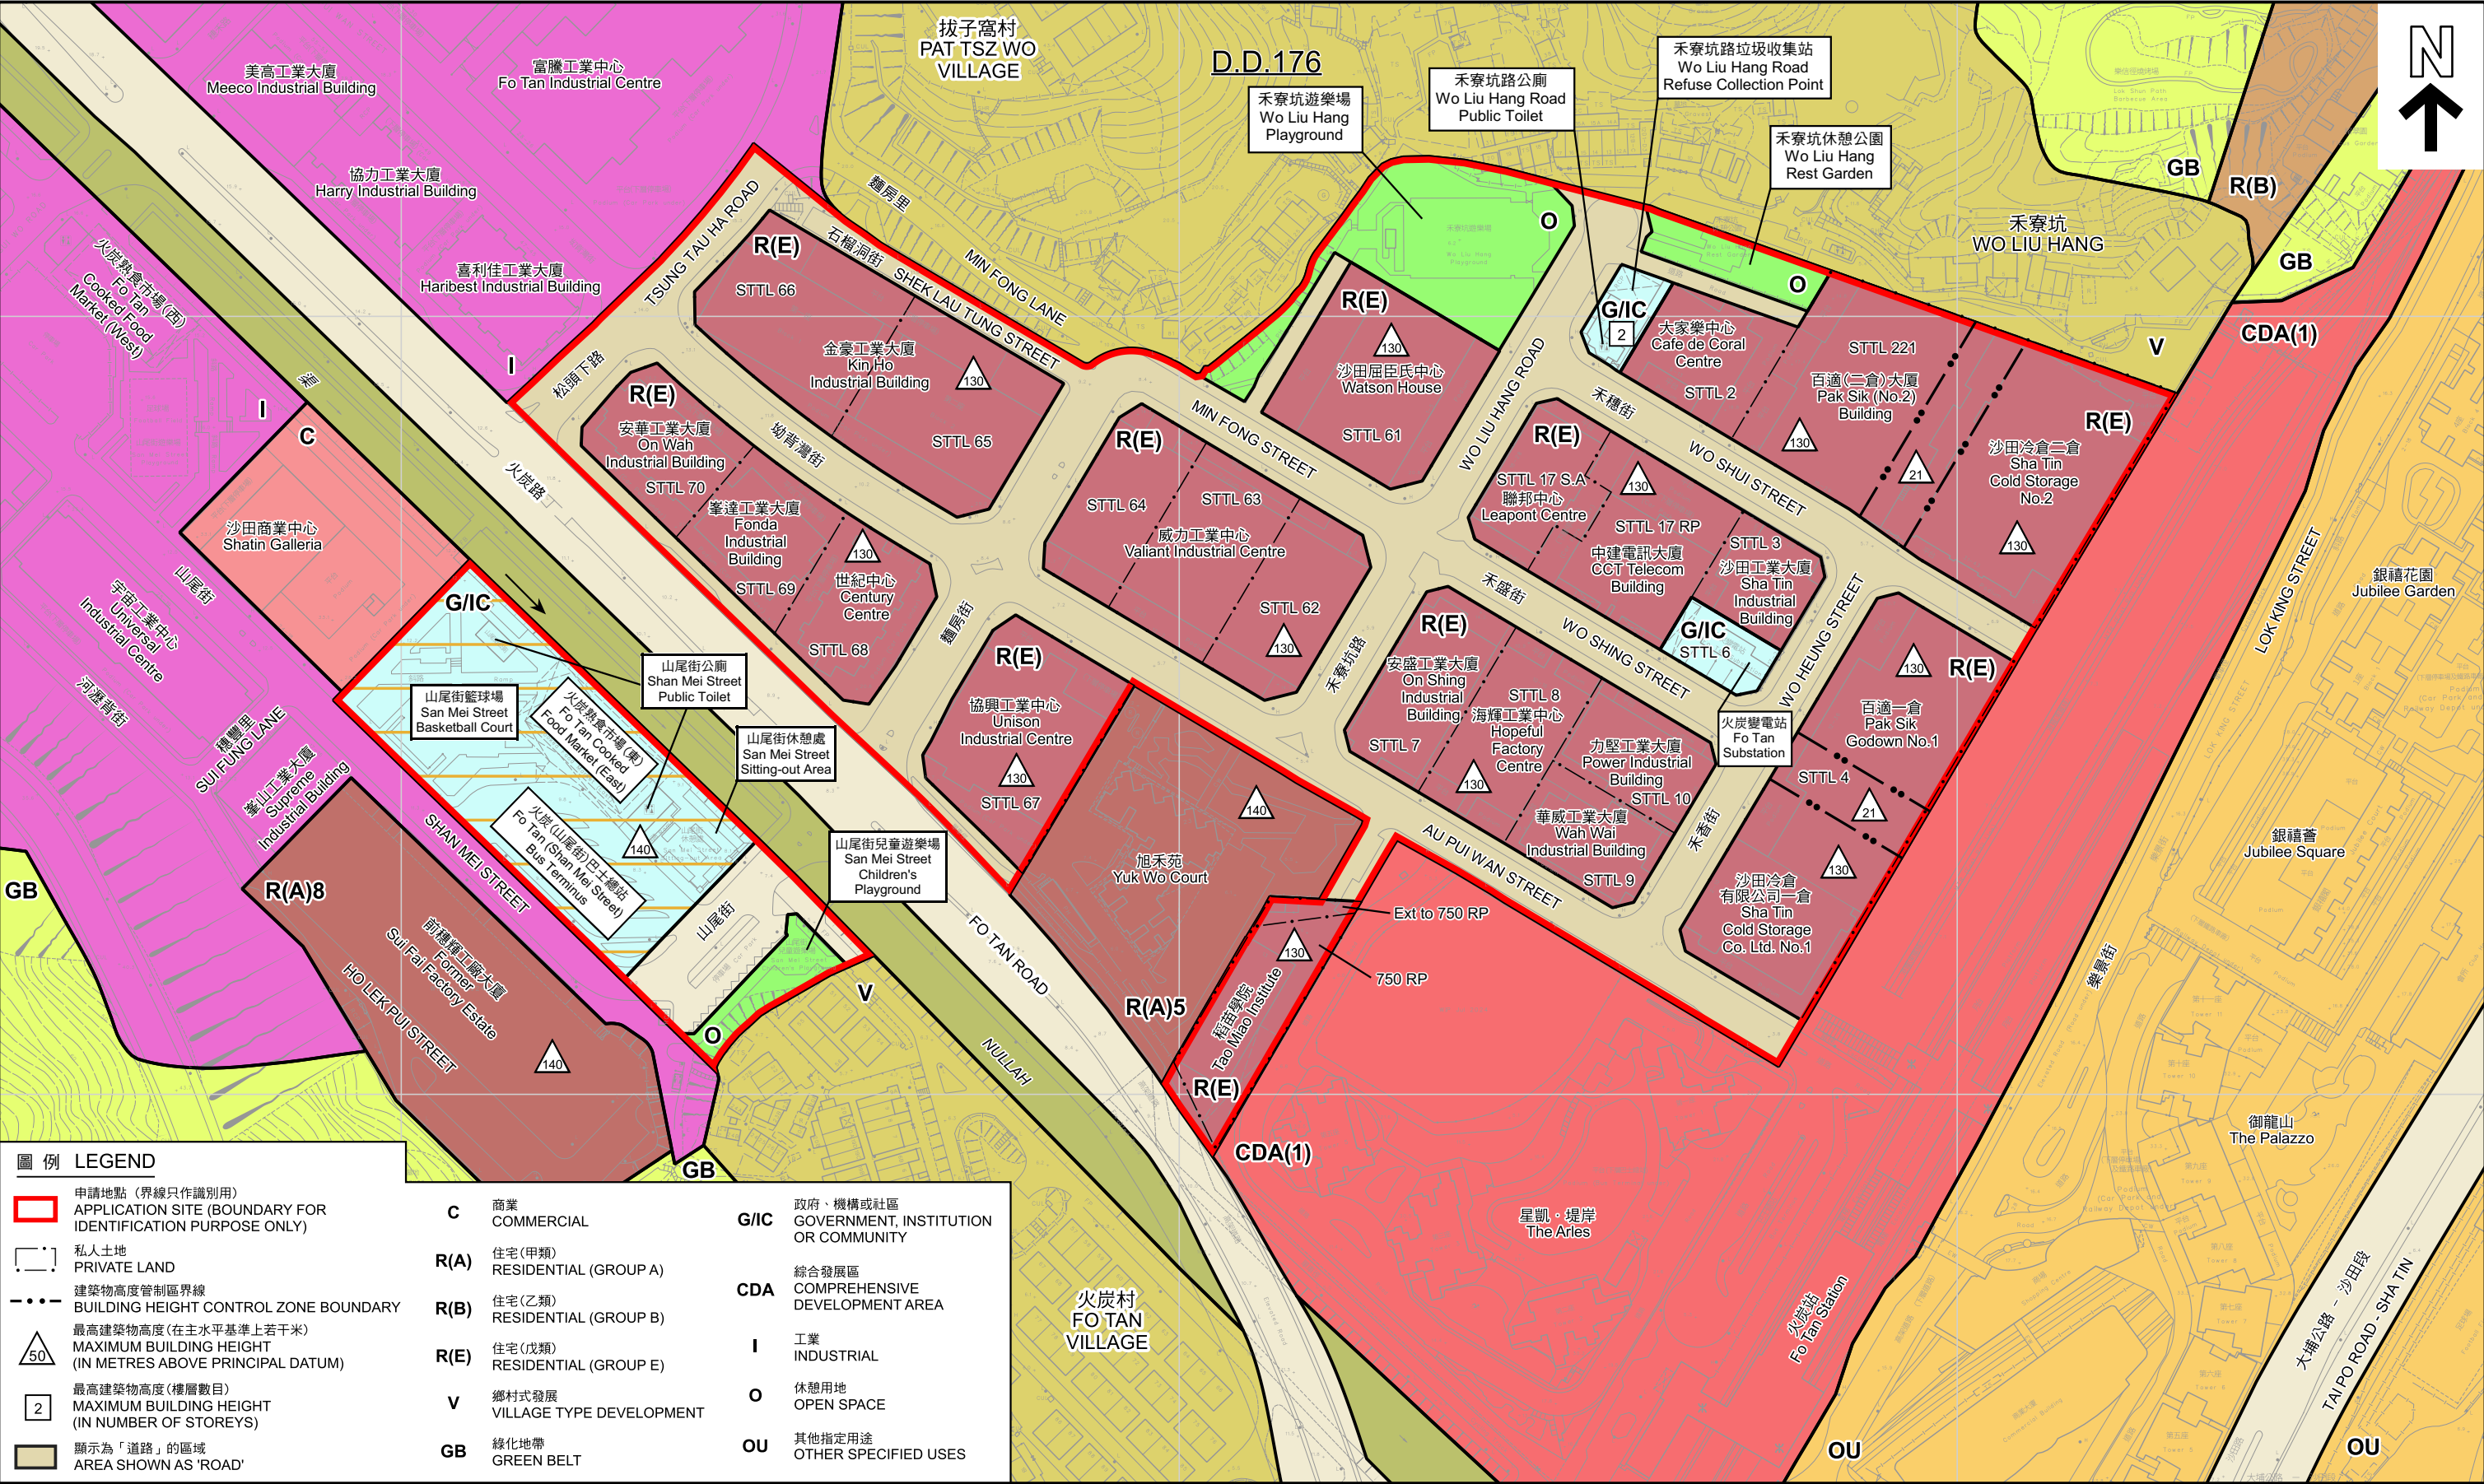 拔子窩村
PAT TSZ WO
VILLAGE
D.D.176
N
美高工業大廈
Meeco Industrial Building
富騰工業中心
Fo Tan Industrial Centre
協力工業大廈
Harry Industrial Building
喜利佳工業大廈
Haribest Industrial Building
I
禾寮坑遊樂場
Wo Liu Hang
Playground
禾寮坑路公廁
Wo Liu Hang Road
Public Toilet
禾寮坑路垃圾收集站
Wo Liu Hang Road
Refuse Collection Point
禾寮坑休憩公園
Wo Liu Hang
Rest Garden
GB
R(B)
GB
禾寮坑
WO LIU HANG
V
CDA(1)
火炭熟食市場(西)
Fo Tan
Cooked Food
Market (West)
渠
I
C
沙田商業中心
Shatin Galleria
TSUNG TAU HA ROAD
松頭下路
麵房里
MIN FONG LANE
石榴洞街
SHEK LAU TUNG STREET
R(E)
STTL 66
金豪工業大廈
Kin Ho
Industrial Building
130
STTL 65
R(E)
安華工業大廈
On Wah
Industrial Building
STTL 70
坳背灣街
峯達工業大廈
Fonda
Industrial
Building
STTL 69
130
世紀中心
Century
Centre
STTL 68
火炭路
麵房街
O
R(E)
130
沙田屈臣氏中心
Watson House
STTL 61
MIN FONG STREET
WO LIU HANG ROAD
G/IC
2
O
大家樂中心
Cafe de Coral
Centre
STTL 2
STTL 221
百適(二倉)大廈
Pak Sik (No.2)
Building
130
21
R(E)
沙田冷倉二倉
Sha Tin
Cold Storage
No.2
130
禾穗街
WO SHUI STREET
R(E)
STTL 64
STTL 63
威力工業中心
Valiant Industrial Centre
STTL 62
130
R(E)
STTL 17 S.A
聯邦中心
Leapont Centre
130
STTL 17 RP
中建電訊大廈
CCT Telecom
Building
STTL 3
沙田工業大廈
Sha Tin
Industrial
Building
G/IC
STTL 6
禾盛街
WO SHING STREET
WO HEUNG STREET
禾香街
禾寮坑路
火炭變電站
Fo Tan
Substation
R(E)
安盛工業大廈
On Shing
Industrial
Building
STTL 7
STTL 8
海輝工業中心
Hopeful
Factory
Centre
130
力堅工業大廈
Power Industrial
Building
STTL 10
華威工業大廈
Wah Wai
Industrial Building
STTL 9
130
R(E)
百適一倉
Pak Sik
Godown No.1
STTL 4
21
130
沙田冷倉
有限公司一倉
Sha Tin
Cold Storage
Co. Ltd. No.1
AU PUI WAN STREET
LOK KING STREET
樂景街
銀禧花園
Jubilee Garden
銀禧薈
Jubilee Square
御龍山
The Palazzo
G/IC
山尾街
宇宙工業中心
Universal
Industrial Centre
河瀝背街
穗豐里
SUI FUNG LANE
峯山工業大廈
Supreme
Industrial Building
山尾街籃球場
San Mei Street
Basketball Court
火炭熟食市場(東)
Fo Tan Cooked
Food Market (East)
山尾街公廁
Shan Mei Street
Public Toilet
山尾街休憩處
San Mei Street
Sitting-out Area
山尾街兒童遊樂場
San Mei Street
Children's
Playground
火炭(山尾街)巴士總站
Fo Tan (Shan Mei Street)
Bus Terminus
140
SHAN MEI STREET
山尾街
O
V
GB
R(A)8
前穗輝工廠大廈
Former
Sui Fai Factory Estate
HO LEK PUI STREET
140
GB
R(E)
協興工業中心
Unison
Industrial Centre
130
STTL 67
140
旭禾苑
Yuk Wo Court
R(A)5
130
Ext to 750 RP
750 RP
稻苗學院
Tao Miao Institute
R(E)
CDA(1)
FO TAN ROAD
NULLAH
星凱．堤岸
The Arles
火炭站
Fo Tan Station
火炭村
FO TAN
VILLAGE
大埔公路 - 沙田段
TAI PO ROAD - SHA TIN
OU
OU
圖 例 LEGEND
申請地點（界線只作識別用）
APPLICATION SITE (BOUNDARY FOR
IDENTIFICATION PURPOSE ONLY)
私人土地
PRIVATE LAND
建築物高度管制區界線
BUILDING HEIGHT CONTROL ZONE BOUNDARY
50
最高建築物高度(在主水平基準上若干米)
MAXIMUM BUILDING HEIGHT
(IN METRES ABOVE PRINCIPAL DATUM)
2
最高建築物高度(樓層數目)
MAXIMUM BUILDING HEIGHT
(IN NUMBER OF STOREYS)
顯示為「道路」的區域
AREA SHOWN AS 'ROAD'
C
商業
COMMERCIAL
R(A)
住宅(甲類)
RESIDENTIAL (GROUP A)
R(B)
住宅(乙類)
RESIDENTIAL (GROUP B)
R(E)
住宅(戊類)
RESIDENTIAL (GROUP E)
V
鄉村式發展
VILLAGE TYPE DEVELOPMENT
GB
綠化地帶
GREEN BELT
G/IC
政府、機構或社區
GOVERNMENT, INSTITUTION
OR COMMUNITY
CDA
綜合發展區
COMPREHENSIVE
DEVELOPMENT AREA
I
工業
INDUSTRIAL
O
休憩用地
OPEN SPACE
OU
其他指定用途
OTHER SPECIFIED USES